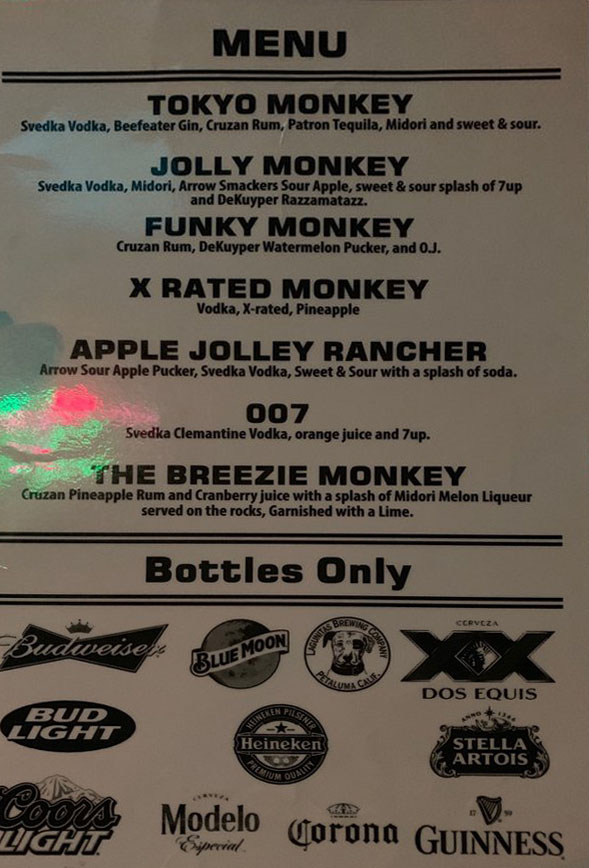 MENU
TOKYO MONKEY
Svedka Vodka, Beefeater Gin, Cruzan Rum, Patron Tequila, Midori and sweet & sour.
JOLLY MONKEY
Svedka Vodka, Midori, Arrow Smackers Sour Apple, sweet & sour splash of 7up
and DeKuyper Razzamatazz.
FUNKY MONKEY
Cruzan Rum, DeKuyper Watermelon Pucker, and O.J.
X RATED MONKEY
Vodka, X-rated, Pineapple
APPLE JOLLEY RANCHER
Arrow Sour Apple Pucker, Svedka Vodka, Sweet & Sour with a splash of soda.
007
Svedka Clemantine Vodka, orange juice and 7up.
THE BREEZIE MONKEY
Cruzan Pineapple Rum and Cranberry juice with a splash of Midori Melon Liqueur
served on the rocks, Garnished with a Lime.
Bottles Only
Budweiser
BLUE MOON
LAGUNITAS BREWING COMPANY
PETALUMA CALIF.
CERVEZA
XX
DOS EQUIS
BUD
LIGHT
HEINEKEN PILSENER
Heineken
PREMIUM QUALITY
ANNO 1366
STELLA
ARTOIS
Coors
LIGHT
CERVEZA
Modelo
Especial
Corona
17 59
GUINNESS